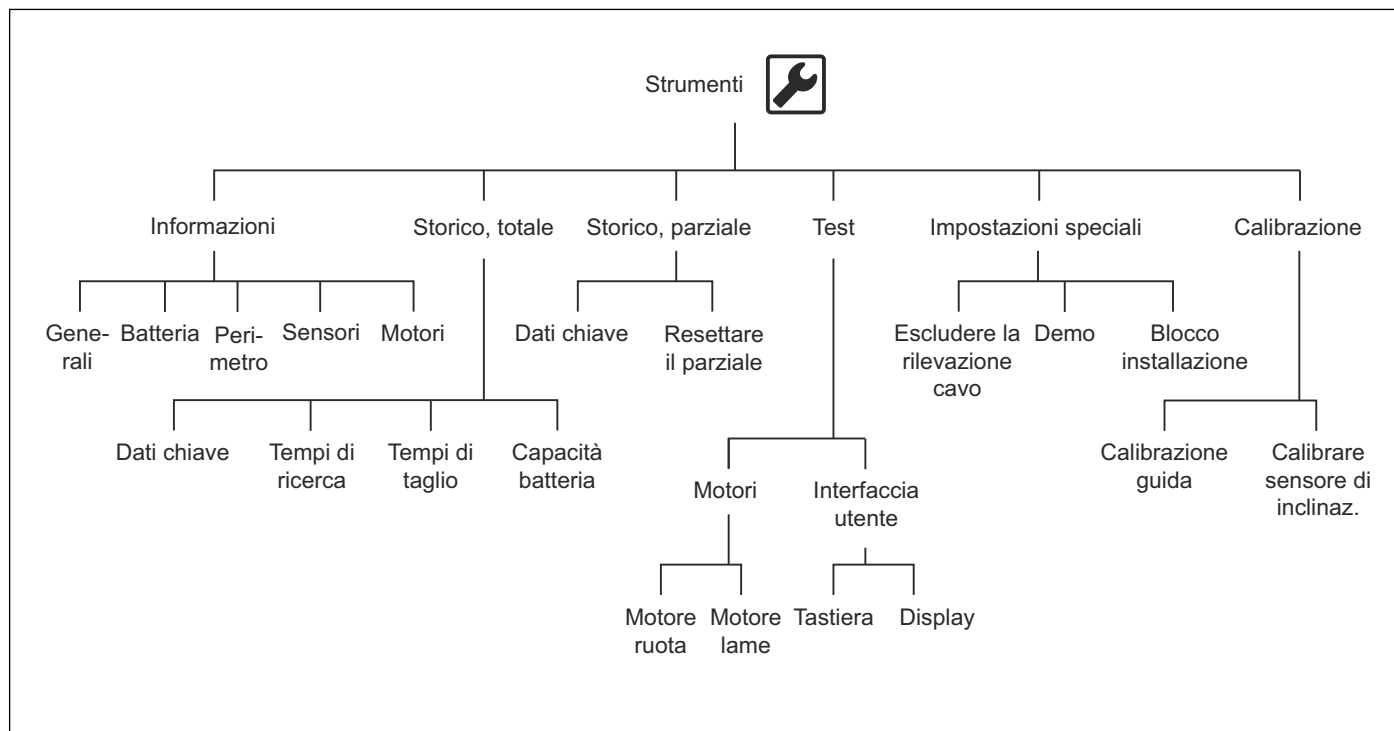 Strumenti
Informazioni
Storico, totale
Storico, parziale
Test
Impostazioni speciali
Calibrazione
Gene-
rali
Batteria
Peri-
metro
Sensori
Motori
Dati chiave
Resettare
il parziale
Escludere la
rilevazione
cavo
Demo
Blocco
installazione
Dati chiave
Tempi di
ricerca
Tempi di
taglio
Capacità
batteria
Motori
Interfaccia
utente
Calibrazione
guida
Calibrare
sensore di
inclinaz.
Motore
ruota
Motore
lame
Tastiera
Display